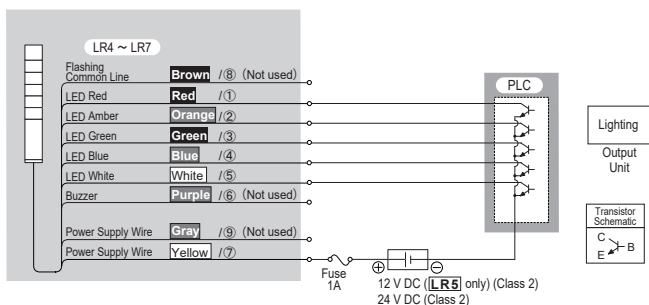 LR4 ～ LR7
Flashing
Common Line Brown /⑧ (Not used)
LED Red Red /①
LED Amber Orange /②
LED Green Green /③
LED Blue Blue /④
LED White White /⑤
Buzzer Purple /⑥ (Not used)
Power Supply Wire Gray /⑨ (Not used)
Power Supply Wire Yellow /⑦
Fuse
1A
⊕ ⊖
12 V DC (LR5 only) (Class 2)
24 V DC (Class 2)
PLC
Lighting
Output
Unit
Transistor
Schematic
C
B
E